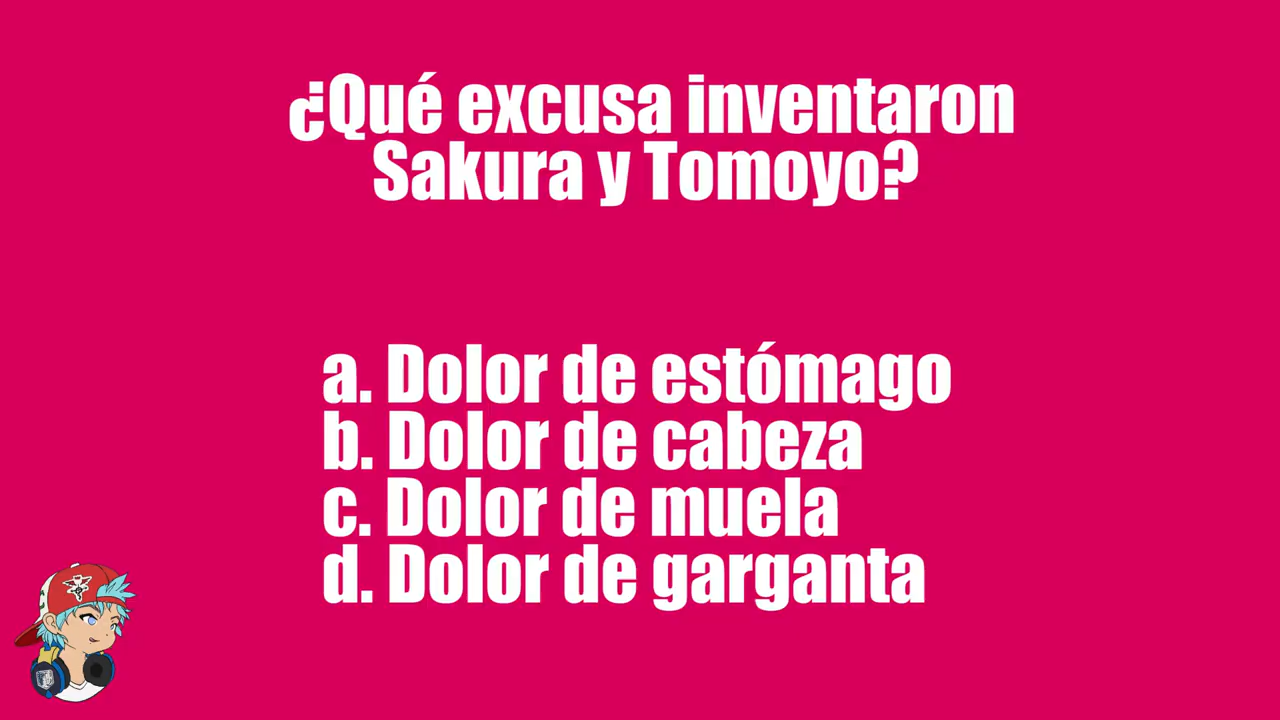 ¿Qué excusa inventaron
Sakura y Tomoyo?
a. Dolor de estómago
b. Dolor de cabeza
c. Dolor de muela
d. Dolor de garganta